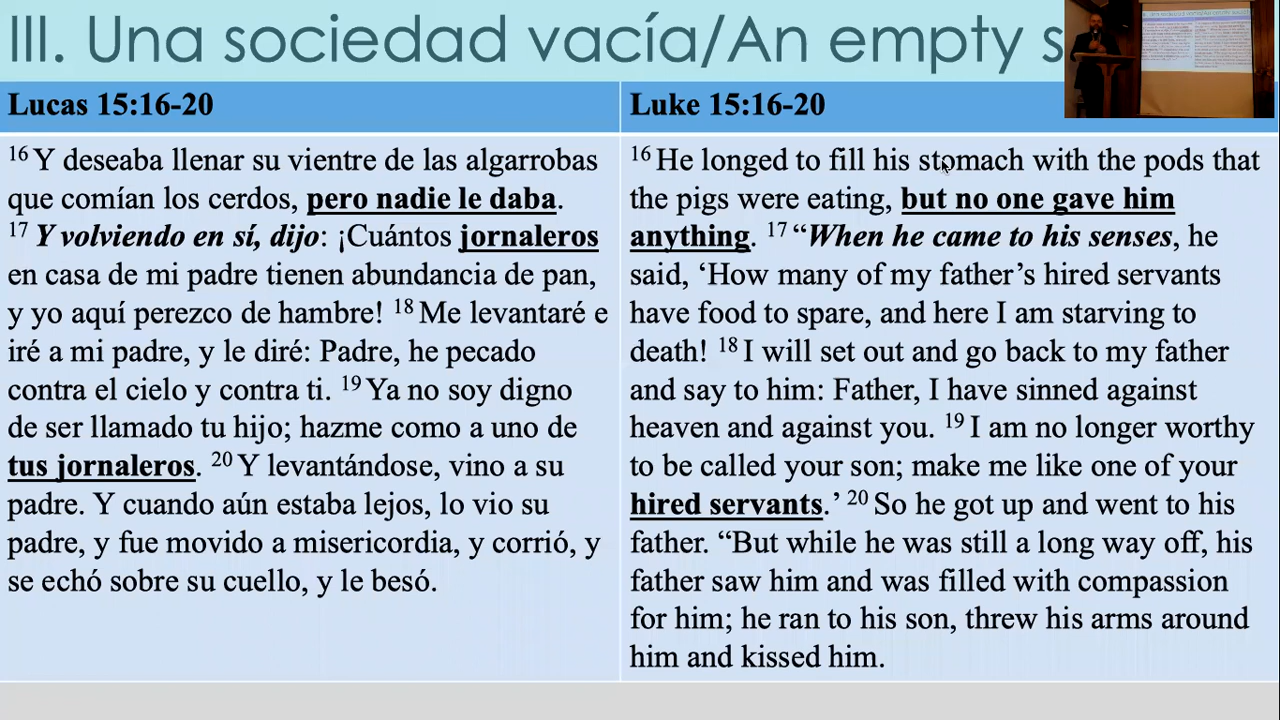 III. Una sociedad vacía/An empty s
Lucas 15:16-20
16 Y deseaba llenar su vientre de las algarrobas
que comían los cerdos, pero nadie le daba.
17 Y volviendo en sí, dijo: ¡Cuántos jornaleros
en casa de mi padre tienen abundancia de pan,
y yo aquí perezco de hambre! 18 Me levantaré e
iré a mi padre, y le diré: Padre, he pecado
contra el cielo y contra ti. 19 Ya no soy digno
de ser llamado tu hijo; hazme como a uno de
tus jornaleros. 20 Y levantándose, vino a su
padre. Y cuando aún estaba lejos, lo vio su
padre, y fue movido a misericordia, y corrió, y
se echó sobre su cuello, y le besó.
Luke 15:16-20
16 He longed to fill his stomach with the pods that
the pigs were eating, but no one gave him
anything. 17 “When he came to his senses, he
said, ‘How many of my father’s hired servants
have food to spare, and here I am starving to
death! 18 I will set out and go back to my father
and say to him: Father, I have sinned against
heaven and against you. 19 I am no longer worthy
to be called your son; make me like one of your
hired servants.’ 20 So he got up and went to his
father. “But while he was still a long way off, his
father saw him and was filled with compassion
for him; he ran to his son, threw his arms around
him and kissed him.